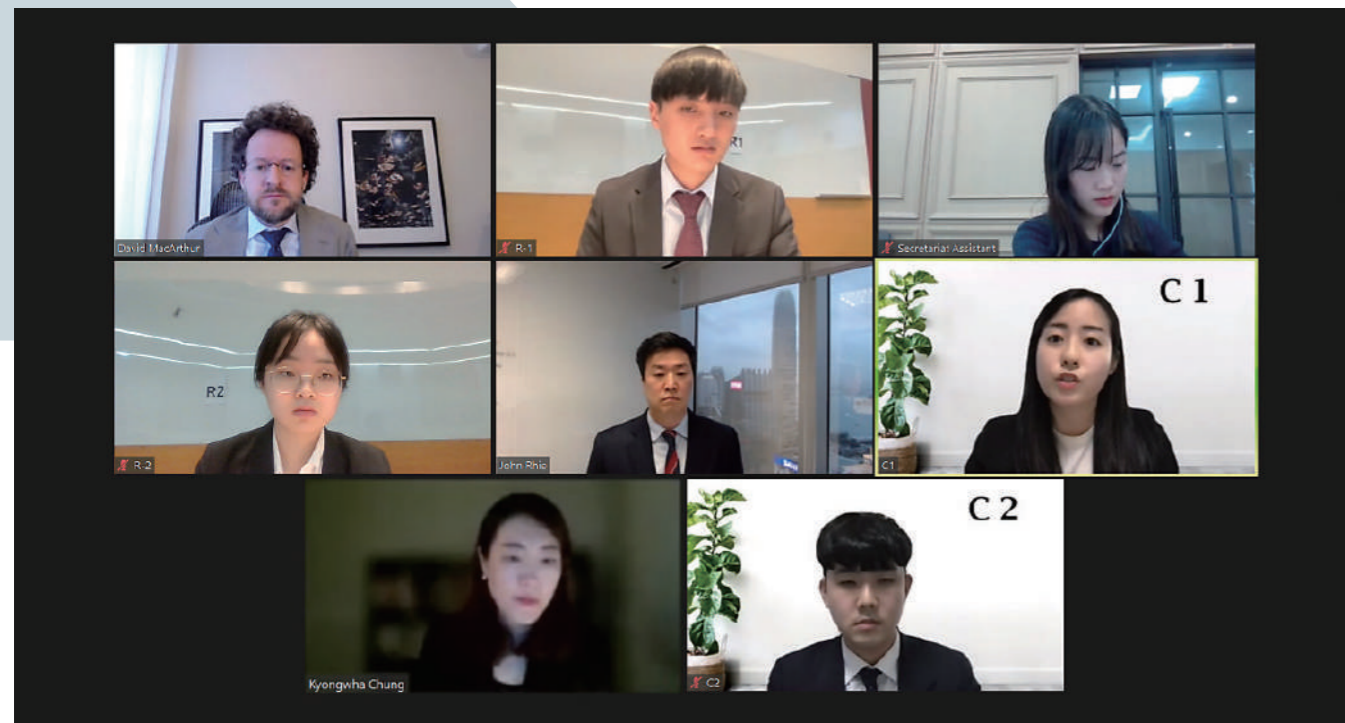 David MacArthur
R1
R-1
Secretariat Assistant
R2
R-2
John Rhie
C 1
C1
Kyongwha Chung
C 2
C2